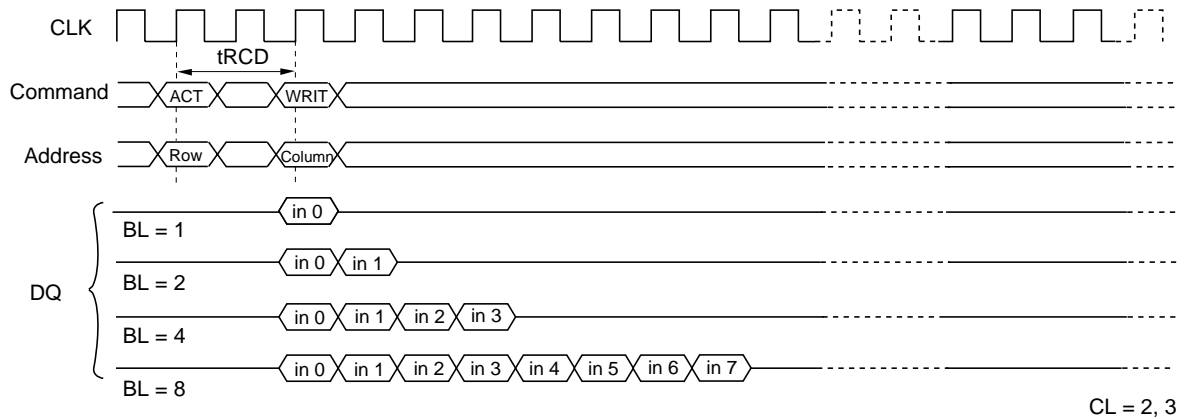 CLK
tRCD
Command ACT WRIT
Address Row Column
DQ
in 0
BL = 1
in 0 in 1
BL = 2
in 0 in 1 in 2 in 3
BL = 4
in 0 in 1 in 2 in 3 in 4 in 5 in 6 in 7
BL = 8
CL = 2, 3